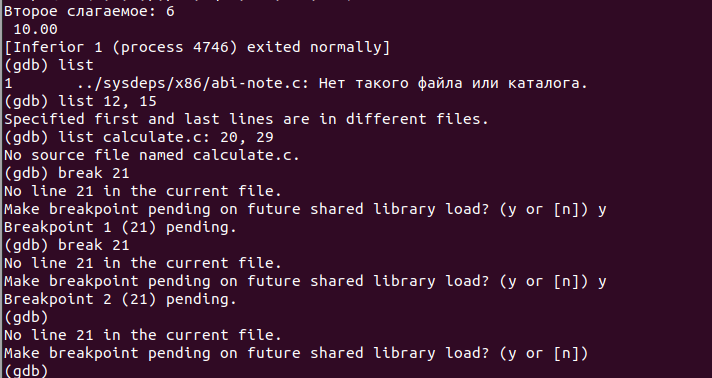 Второе слагаемое: 6
 10.00
[Inferior 1 (process 4746) exited normally]
(gdb) list
1       ../sysdeps/x86/abi-note.c: Нет такого файла или каталога.
(gdb) list 12, 15
Specified first and last lines are in different files.
(gdb) list calculate.c: 20, 29
No source file named calculate.c.
(gdb) break 21
No line 21 in the current file.
Make breakpoint pending on future shared library load? (y or [n]) y
Breakpoint 1 (21) pending.
(gdb) break 21
No line 21 in the current file.
Make breakpoint pending on future shared library load? (y or [n]) y
Breakpoint 2 (21) pending.
(gdb)
No line 21 in the current file.
Make breakpoint pending on future shared library load? (y or [n])
(gdb)